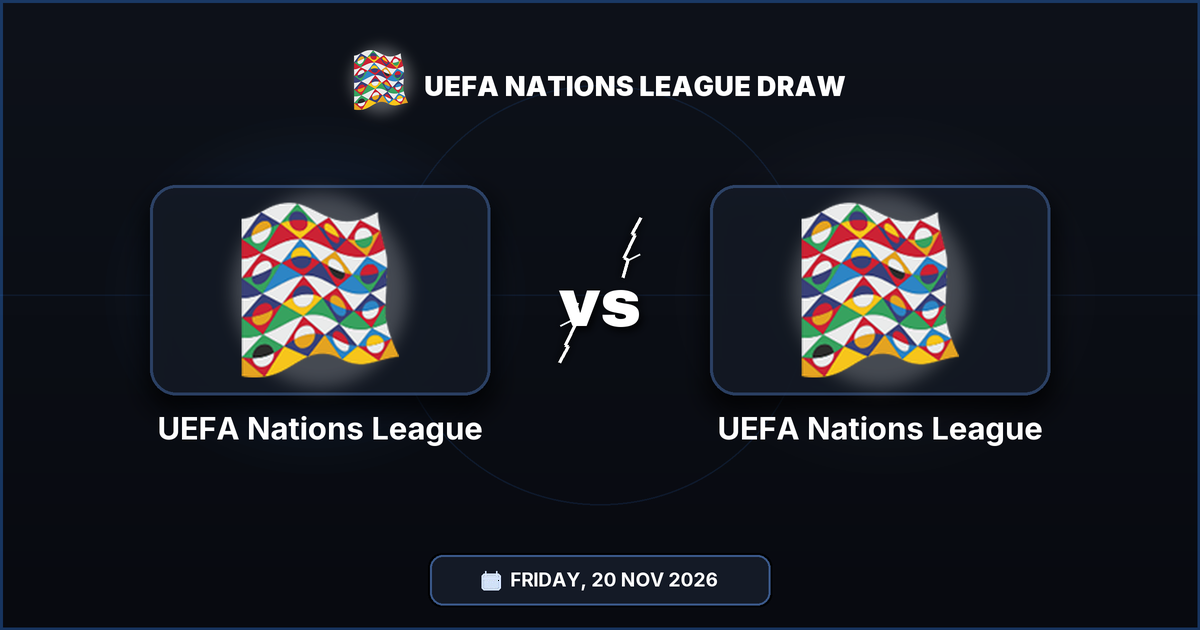 UEFA NATIONS LEAGUE DRAW
VS
UEFA Nations League
UEFA Nations League
FRIDAY, 20 NOV 2026